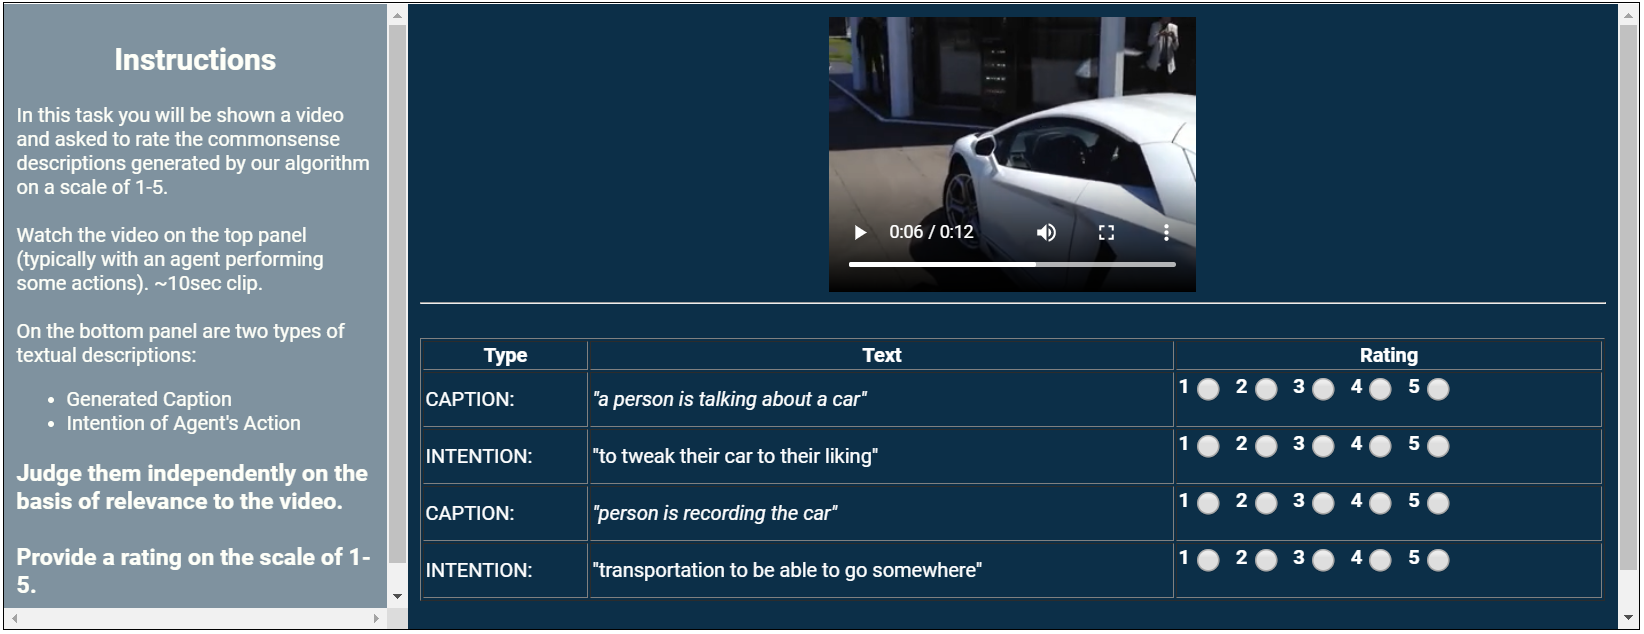 Instructions
In this task you will be shown a video
and asked to rate the commonsense
descriptions generated by our algorithm
on a scale of 1-5.
Watch the video on the top panel
(typically with an agent performing
some actions). ~10sec clip.
On the bottom panel are two types of
textual descriptions:
• Generated Caption
• Intention of Agent's Action
Judge them independently on the
basis of relevance to the video.
Provide a rating on the scale of 1-
5.
0:06 / 0:12
Type Text Rating
CAPTION: "a person is talking about a car" 1 2 3 4 5
INTENTION: "to tweak their car to their liking" 1 2 3 4 5
CAPTION: "person is recording the car" 1 2 3 4 5
INTENTION: "transportation to be able to go somewhere" 1 2 3 4 5